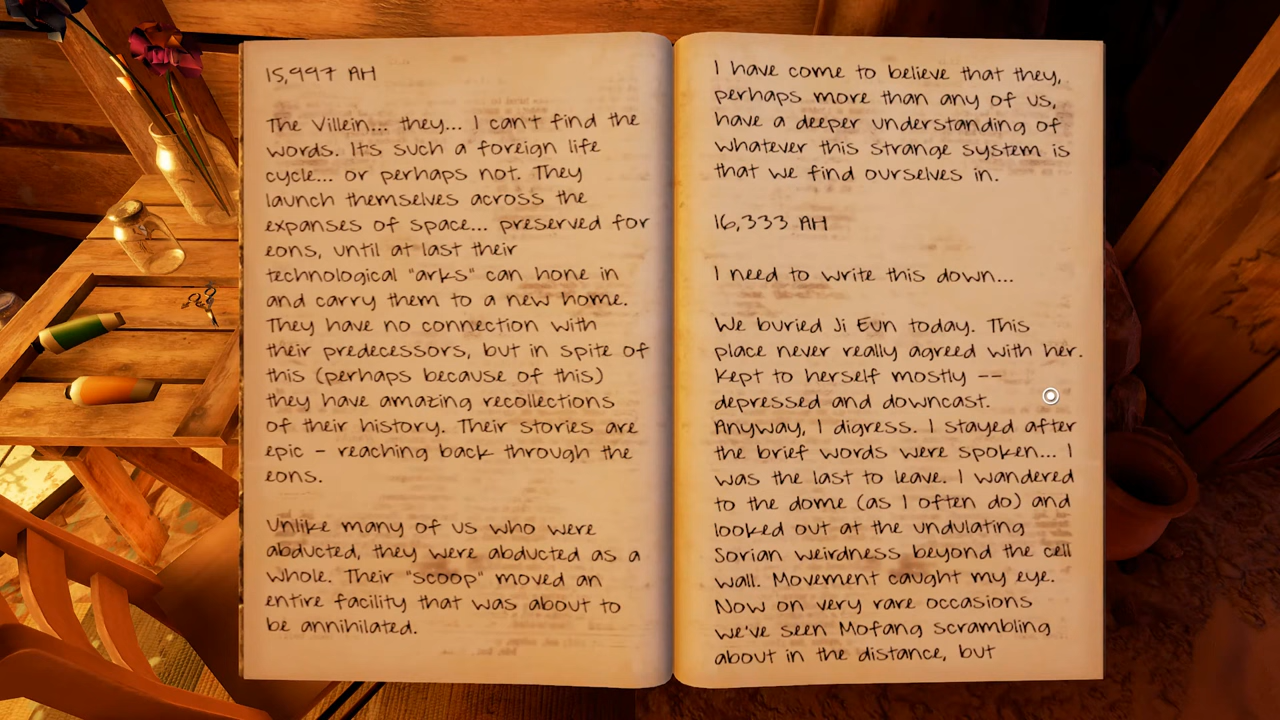 15,997 AH
The Villein... they... I can't find the
words. Its such a foreign life
cycle... or perhaps not. They
launch themselves across the
expanses of space... preserved for
eons, until at last their
technological "arks" can hone in
and carry them to a new home.
They have no connection with
their predecessors, but in spite of
this (perhaps because of this)
they have amazing recollections
of their history. Their stories are
epic - reaching back through the
eons.
Unlike many of us who were
abducted, they were abducted as a
whole. Their "scoop" moved an
entire facility that was about to
be annihilated.
I have come to believe that they,
perhaps more than any of us,
have a deeper understanding of
whatever this strange system is
that we find ourselves in.
16,333 AH
I need to write this down...
We buried Ji Eun today. This
place never really agreed with her.
Kept to herself mostly --
depressed and downcast.
Anyway, I digress. I stayed after
the brief words were spoken... I
was the last to leave. I wandered
to the dome (as I often do) and
looked out at the undulating
Sorian weirdness beyond the cell
wall. Movement caught my eye.
Now on very rare occasions
we've seen Mofang scrambling
about in the distance, but